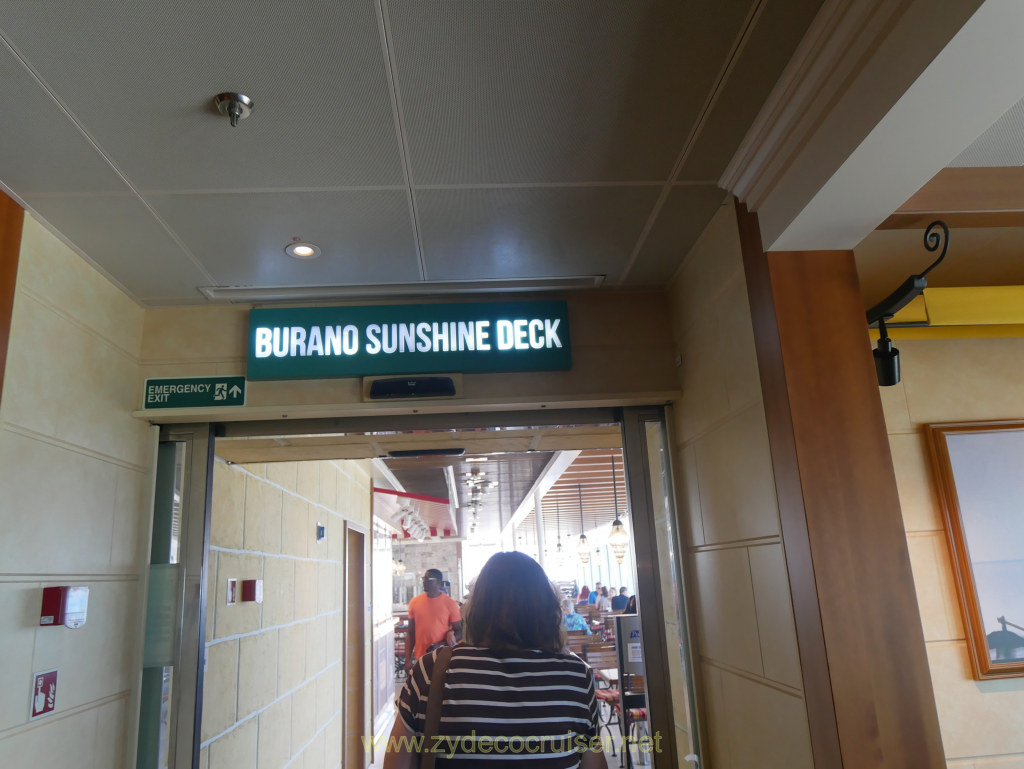 BURANO SUNSHINE DECK
EMERGENCY
EXIT
www.zydecocruiser.net